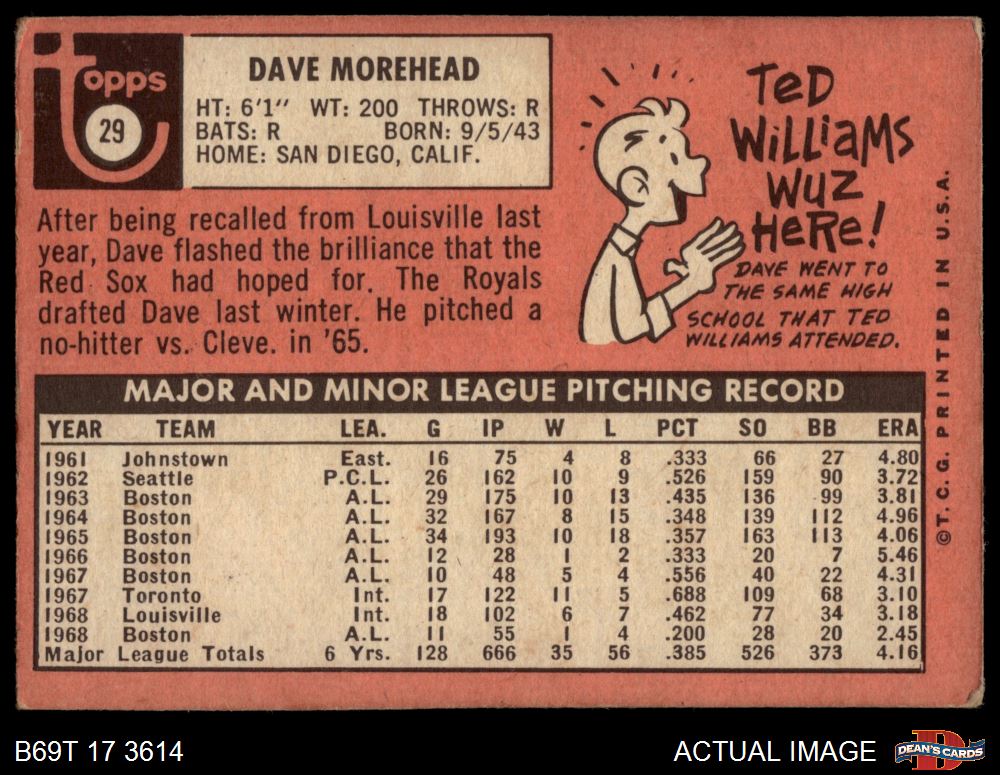 Topps
29
DAVE MOREHEAD
HT: 6'1" WT: 200 THROWS: R
BATS: R BORN: 9/5/43
HOME: SAN DIEGO, CALIF.
After being recalled from Louisville last
year, Dave flashed the brilliance that the
Red Sox had hoped for. The Royals
drafted Dave last winter. He pitched a
no-hitter vs. Cleve. in '65.
TeD
WiLLiaMS
WUZ
HeRe!
DAVE WENT TO
THE SAME HIGH
SCHOOL THAT TED
WILLIAMS ATTENDED.
©T. C. G. PRINTED IN U.S.A.
MAJOR AND MINOR LEAGUE PITCHING RECORD
YEAR TEAM LEA. G IP W L PCT SO BB ERA
1961 Johnstown East. 16 75 4 8 .333 66 27 4.80
1962 Seattle P.C.L. 26 162 10 9 .526 159 90 3.72
1963 Boston A.L. 29 175 10 13 .435 136 99 3.81
1964 Boston A.L. 32 167 8 15 .348 139 112 4.96
1965 Boston A.L. 34 193 10 18 .357 163 113 4.06
1966 Boston A.L. 12 28 1 2 .333 20 7 5.46
1967 Boston A.L. 10 48 5 4 .556 40 22 4.31
1967 Toronto Int. 17 122 11 5 .688 109 68 3.10
1968 Louisville Int. 18 102 6 7 .462 77 34 3.18
1968 Boston A.L. 11 55 1 4 .200 28 20 2.45
Major League Totals 6 Yrs. 128 666 35 56 .385 526 373 4.16
B69T 17 3614
ACTUAL IMAGE
D
DEAN'S CARDS